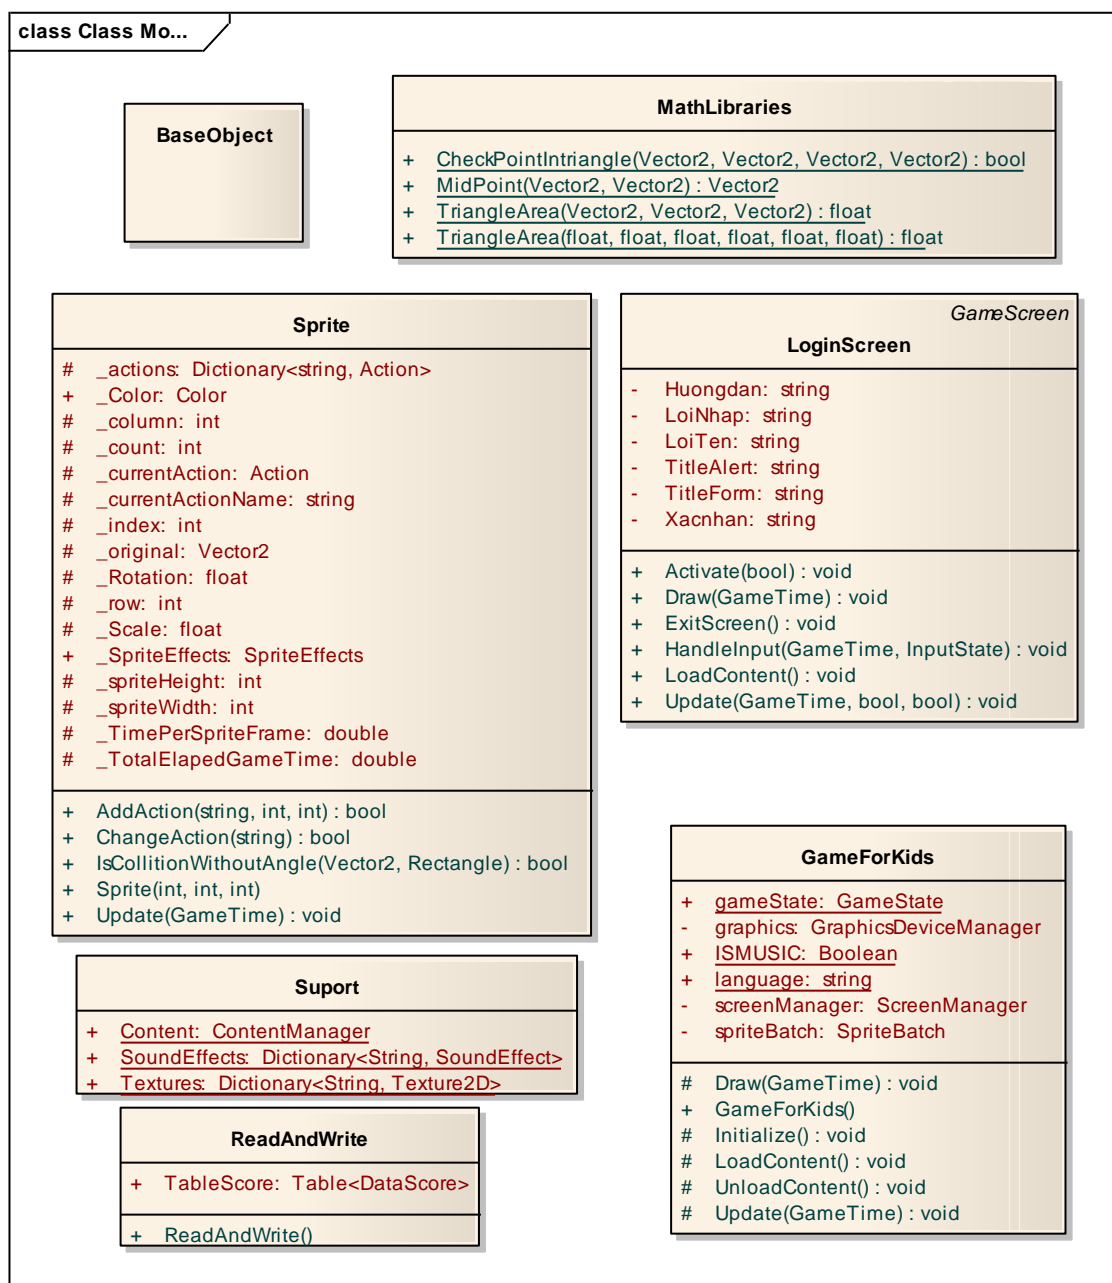 class Class Mo...
BaseObject
MathLibraries
+ CheckPointIntriangle(Vector2, Vector2, Vector2, Vector2) : bool
+ MidPoint(Vector2, Vector2) : Vector2
+ TriangleArea(Vector2, Vector2, Vector2) : float
+ TriangleArea(float, float, float, float, float, float) : float
Sprite
# _actions: Dictionary<string, Action>
+ _Color: Color
# _column: int
# _count: int
# _currentAction: Action
# _currentActionName: string
# _index: int
# _original: Vector2
# _Rotation: float
# _row: int
# _Scale: float
+ _SpriteEffects: SpriteEffects
# _spriteHeight: int
# _spriteWidth: int
# _TimePerSpriteFrame: double
# _TotalElapedGameTime: double
+ AddAction(string, int, int) : bool
+ ChangeAction(string) : bool
+ IsCollitionWithoutAngle(Vector2, Rectangle) : bool
+ Sprite(int, int, int)
+ Update(GameTime) : void
GameScreen
LoginScreen
- Huongdan: string
- LoiNhap: string
- LoiTen: string
- TitleAlert: string
- TitleForm: string
- Xacnhan: string
+ Activate(bool) : void
+ Draw(GameTime) : void
+ ExitScreen() : void
+ HandleInput(GameTime, InputState) : void
+ LoadContent() : void
+ Update(GameTime, bool, bool) : void
Suport
+ Content: ContentManager
+ SoundEffects: Dictionary<String, SoundEffect>
+ Textures: Dictionary<String, Texture2D>
ReadAndWrite
+ TableScore: Table<DataScore>
+ ReadAndWrite()
GameForKids
+ gameState: GameState
- graphics: GraphicsDeviceManager
+ ISMUSIC: Boolean
+ language: string
- screenManager: ScreenManager
- spriteBatch: SpriteBatch
# Draw(GameTime) : void
+ GameForKids()
# Initialize() : void
# LoadContent() : void
# UnloadContent() : void
# Update(GameTime) : void